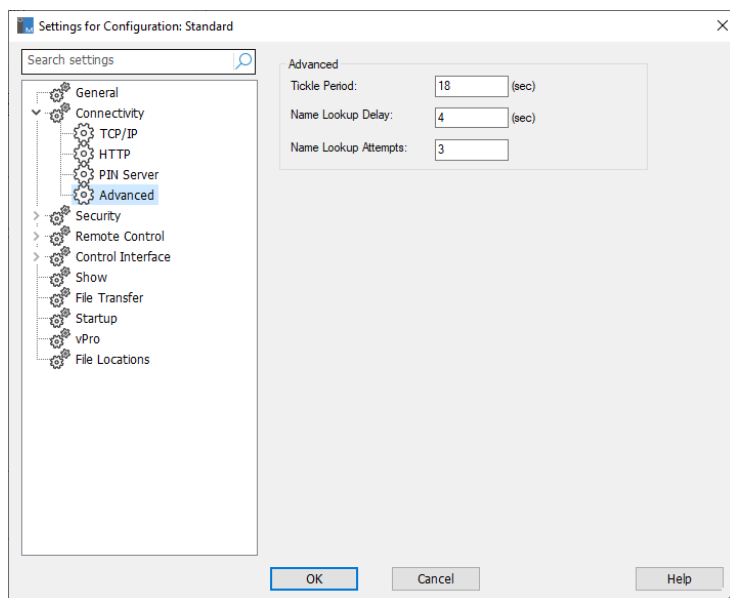 Settings for Configuration: Standard
Search settings
General
Connectivity
TCP/IP
HTTP
PIN Server
Advanced
Security
Remote Control
Control Interface
Show
File Transfer
Startup
vPro
File Locations
Advanced
Tickle Period: 18 (sec)
Name Lookup Delay: 4 (sec)
Name Lookup Attempts: 3
OK Cancel Help